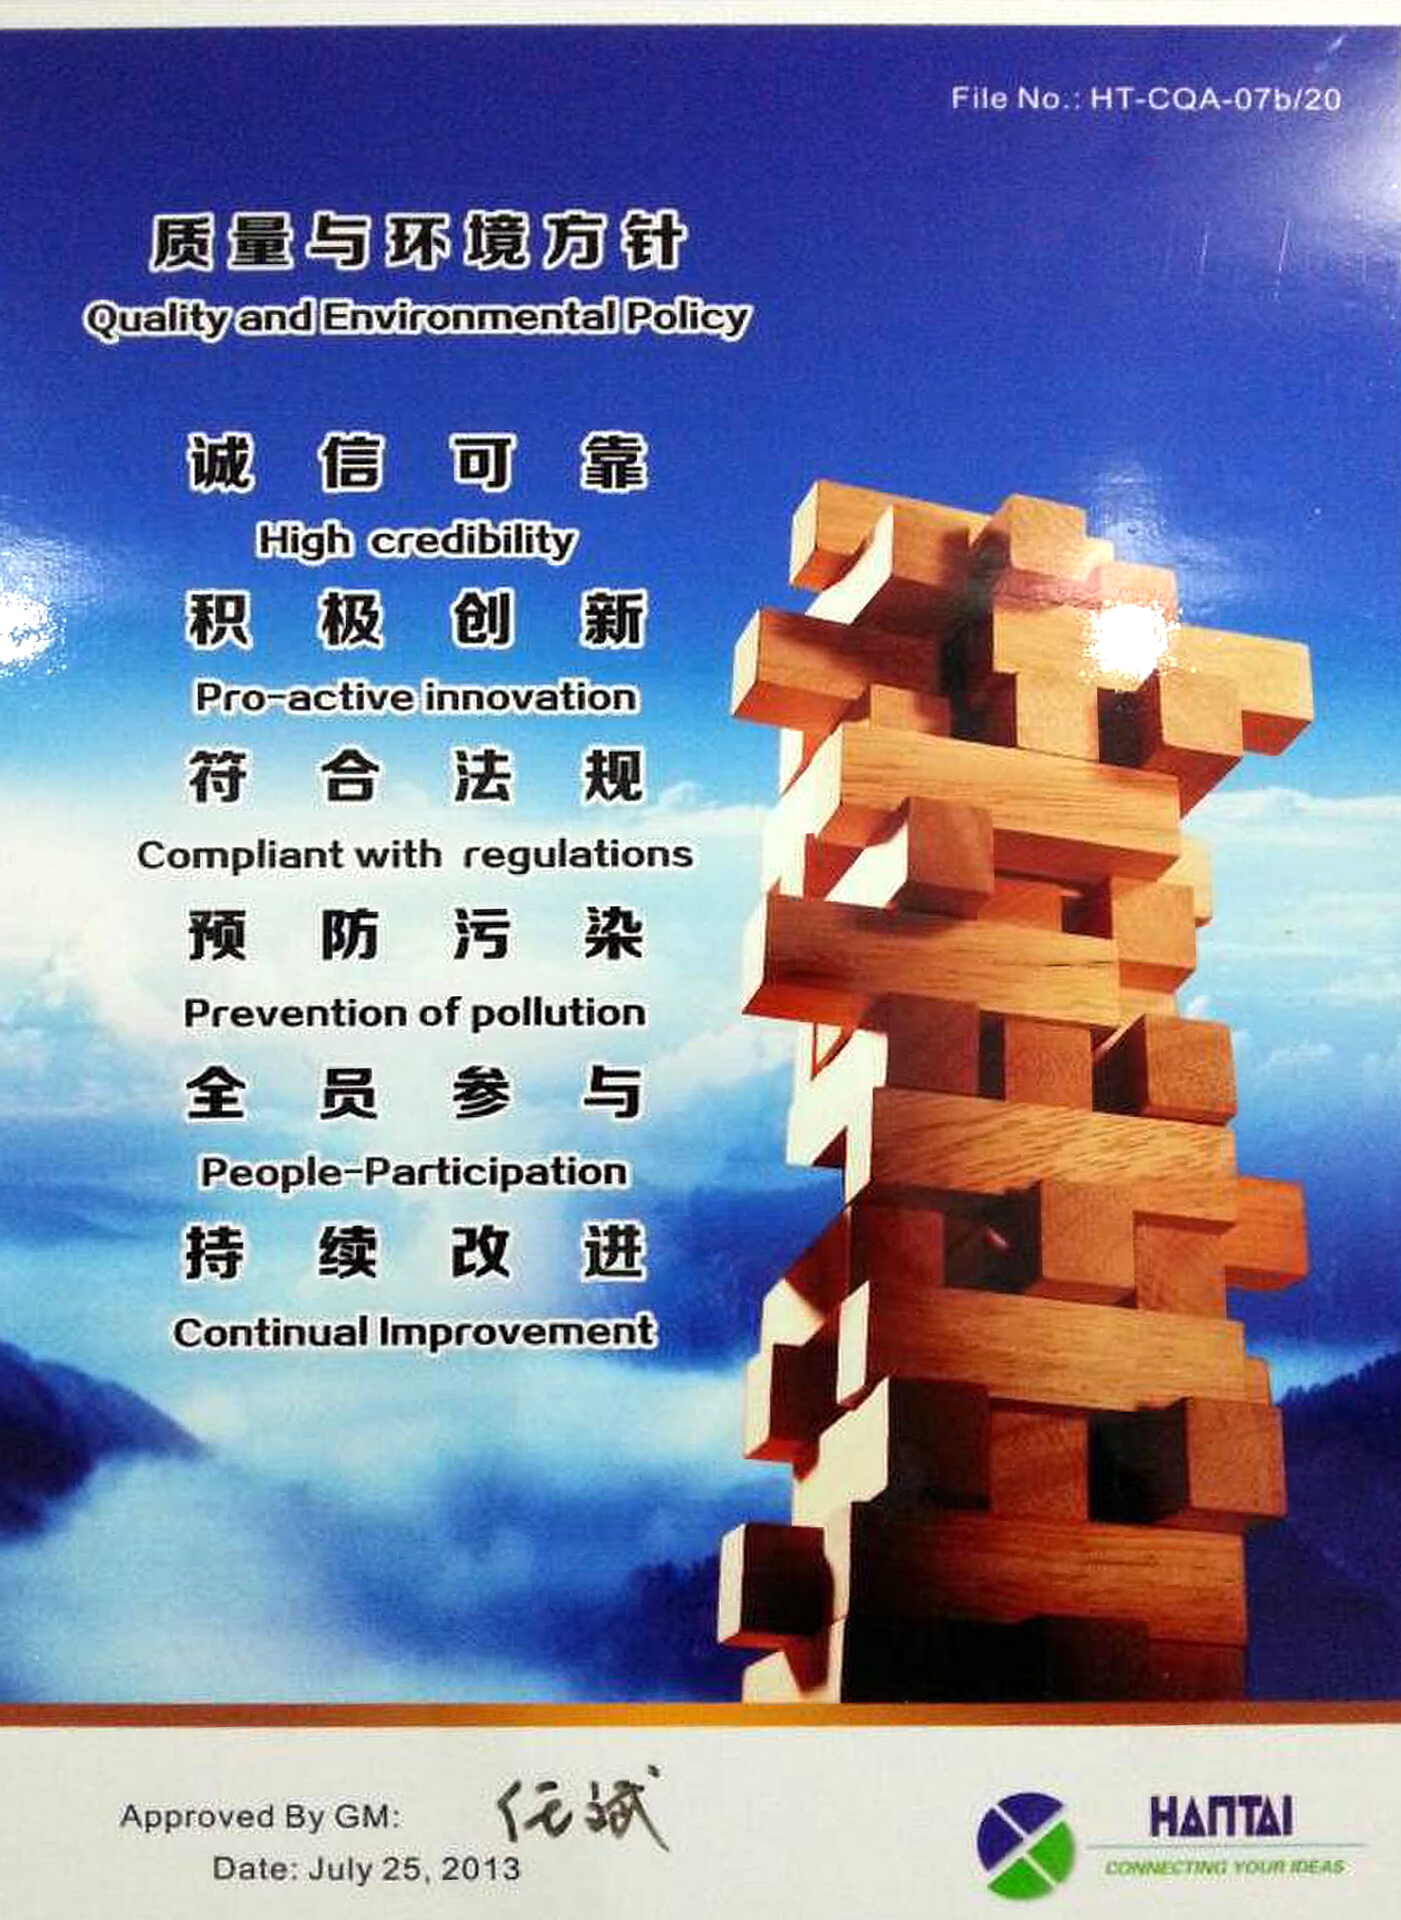 File No.: HT-CQA-07b/20
质量与环境方针
Quality and Environmental Policy
诚信可靠
High credibility
积极创新
Pro-active innovation
符合法规
Compliant with regulations
预防污染
Prevention of pollution
全员参与
People-Participation
持续改进
Continual Improvement
Approved By GM: 任斌
Date: July 25, 2013
HANTAI
CONNECTING YOUR IDEAS